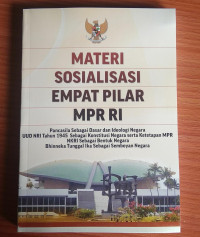 MATERI
SOSIALISASI
EMPAT PILAR
MPR RI
Pancasila Sebagai Dasar dan Ideologi Negara
UUD NRI Tahun 1945 Sebagai Konstitusi Negara serta Ketetapan MPR
NKRI Sebagai Bentuk Negara
Bhinneka Tunggal Ika Sebagai Semboyan Negara